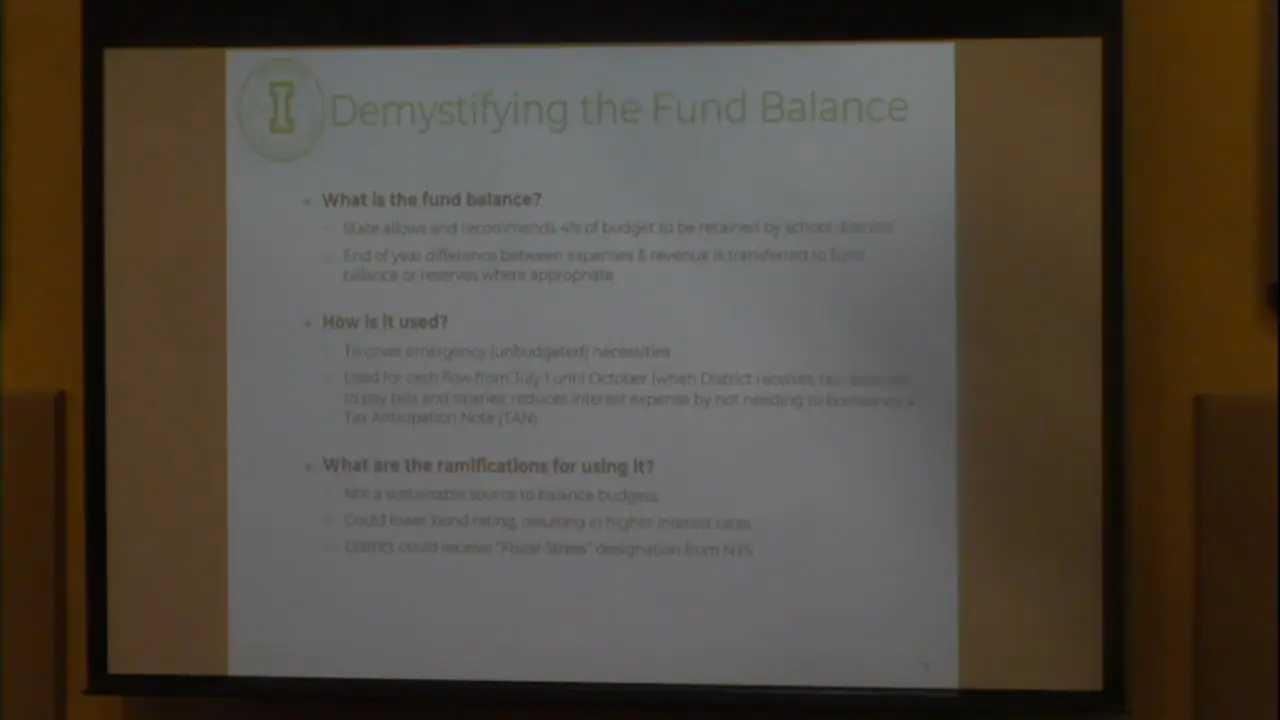 I
Demystifying the Fund Balance
What is the fund balance?
State allows and recommends 4% of budget to be retained by school districts
End of year difference between expenses & revenue is transferred to fund
balance or reserves where appropriate
How is it used?
To cover emergency (unbudgeted) necessities
Used for cash flow from July 1 until October (when District receives tax revenue)
to pay bills and salaries; reduces interest expense by not needing to borrow a
Tax Anticipation Note (TAN)
What are the ramifications for using it?
Not a sustainable source to balance budgets
Could lower bond rating, resulting in higher interest rates
District could receive "Fiscal Stress" designation from NYS